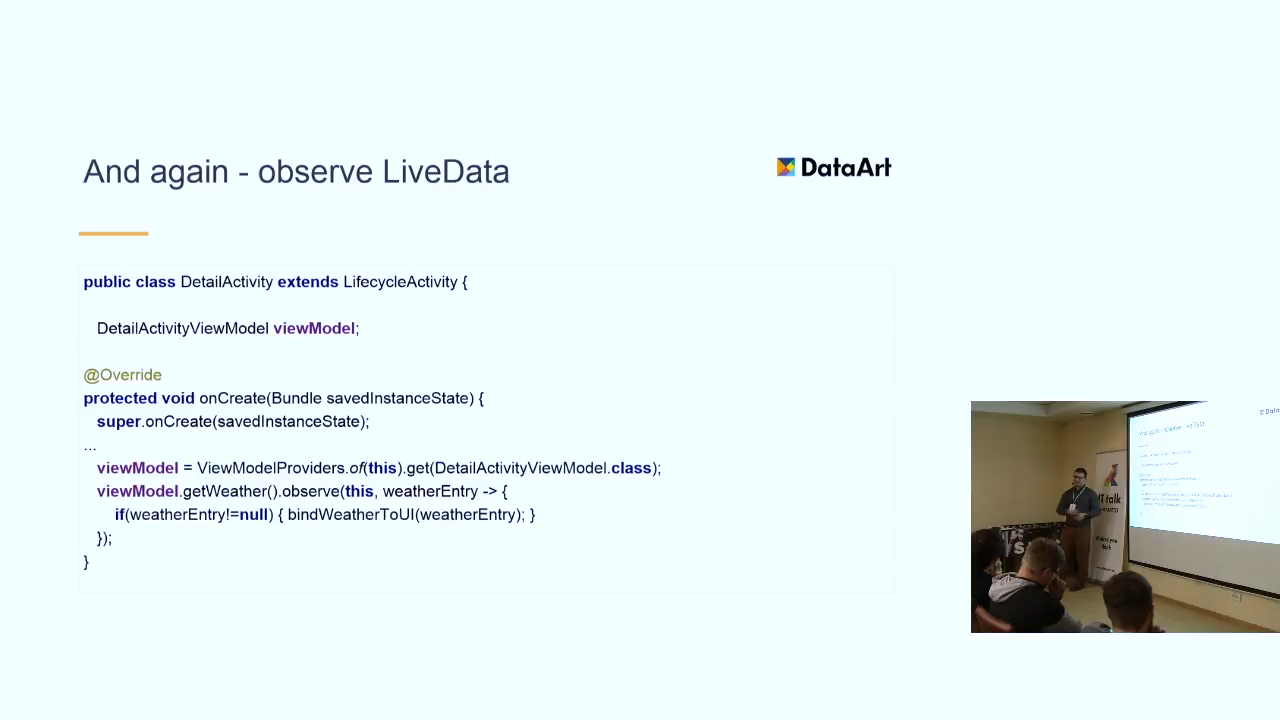 And again - observe LiveData
DataArt
public class DetailActivity extends LifecycleActivity {
DetailActivityViewModel viewModel;
@Override
protected void onCreate(Bundle savedInstanceState) {
super.onCreate(savedInstanceState);
...
viewModel = ViewModelProviders.of(this).get(DetailActivityViewModel.class);
viewModel.getWeather().observe(this, weatherEntry -> {
if(weatherEntry!=null) { bindWeatherToUI(weatherEntry); }
});
}
IT talk